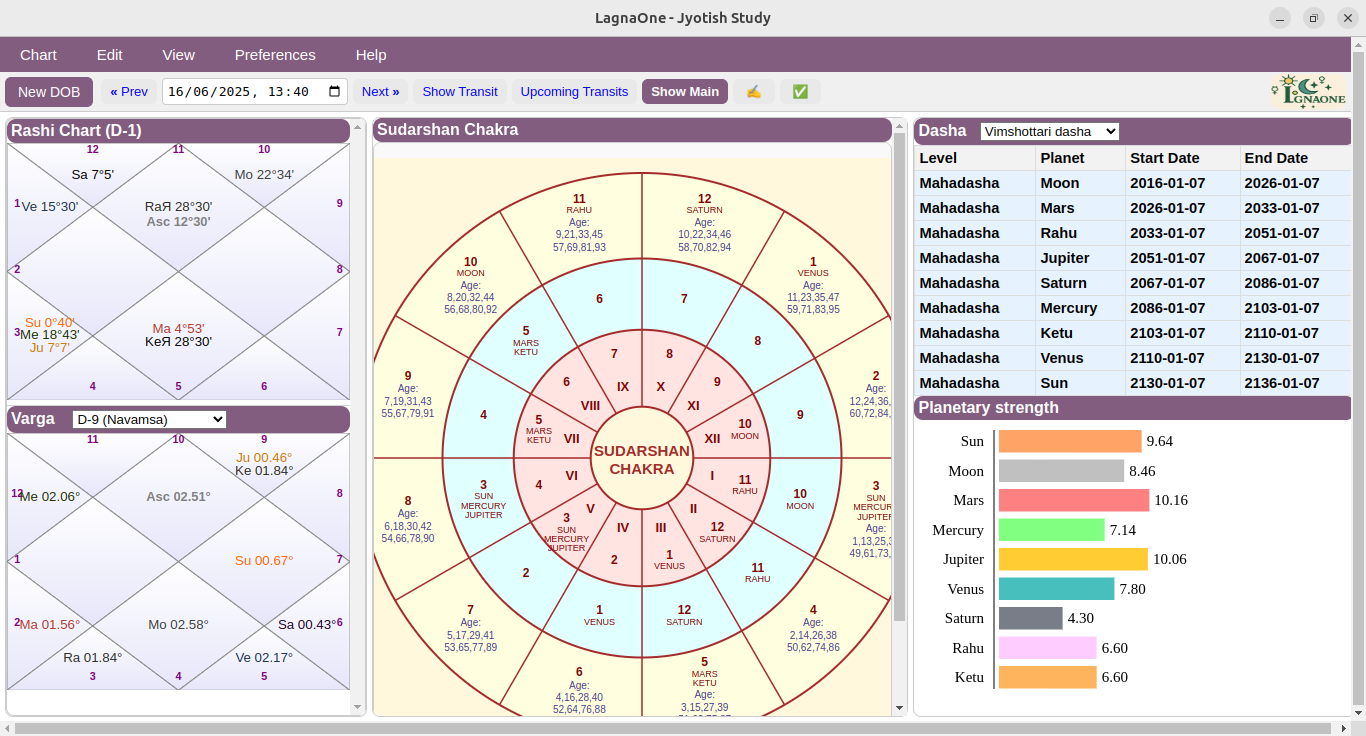 LagnaOne - Jyotish Study
Chart Edit View Preferences Help
New DOB « Prev 16/06/2025, 13:40 Next » Show Transit Upcoming Transits Show Main
LGNAONE
Rashi Chart (D-1)
12 11 10
Sa 7°5' Mo 22°34'
1 Ve 15°30' RaЯ 28°30' 9
Asc 12°30'
2 8
Su 0°40'
3 Me 18°43' Ma 4°53' 7
Ju 7°7' KeЯ 28°30'
4 5 6
Varga D-9 (Navamsa)
11 10 9
Ju 00.46°
Ke 01.84°
12 Me 02.06° Asc 02.51° 8
1 Su 00.67° 7
2 Ma 01.56° Mo 02.58° Sa 00.43° 6
Ra 01.84° Ve 02.17°
3 4 5
Sudarshan Chakra
11
RAHU
Age:
9,21,33,45
57,69,81,93
12
SATURN
Age:
10,22,34,46
58,70,82,94
10
MOON
Age:
8,20,32,44
56,68,80,92
1
VENUS
Age:
11,23,35,47
59,71,83,95
9
Age:
7,19,31,43
55,67,79,91
2
Age:
12,24,36,
60,72,84,
8
Age:
6,18,30,42
54,66,78,90
3
SUN
MERCUR
JUPITER
Age:
1,13,25,3
49,61,73,
7
Age:
5,17,29,41
53,65,77,89
4
Age:
2,14,26,38
50,62,74,86
6
Age:
4,16,28,40
52,64,76,88
5
MARS
KETU
Age:
3,15,27,39
6
7
5
MARS
KETU
8
4
9
3
SUN
MERCURY
JUPITER
10
MOON
2
11
RAHU
1
VENUS
12
SATURN
7
IX
8
X
6
VIII
9
XI
5
MARS
KETU
VII
10
MOON
XII
4
VI
11
RAHU
I
3
SUN
MERCURY
JUPITER
V
12
SATURN
II
2
IV
1
VENUS
III
SUDARSHAN
CHAKRA
Dasha Vimshottari dasha
Level Planet Start Date End Date
Mahadasha Moon 2016-01-07 2026-01-07
Mahadasha Mars 2026-01-07 2033-01-07
Mahadasha Rahu 2033-01-07 2051-01-07
Mahadasha Jupiter 2051-01-07 2067-01-07
Mahadasha Saturn 2067-01-07 2086-01-07
Mahadasha Mercury 2086-01-07 2103-01-07
Mahadasha Ketu 2103-01-07 2110-01-07
Mahadasha Venus 2110-01-07 2130-01-07
Mahadasha Sun 2130-01-07 2136-01-07
Planetary strength
Sun 9.64
Moon 8.46
Mars 10.16
Mercury 7.14
Jupiter 10.06
Venus 7.80
Saturn 4.30
Rahu 6.60
Ketu 6.60